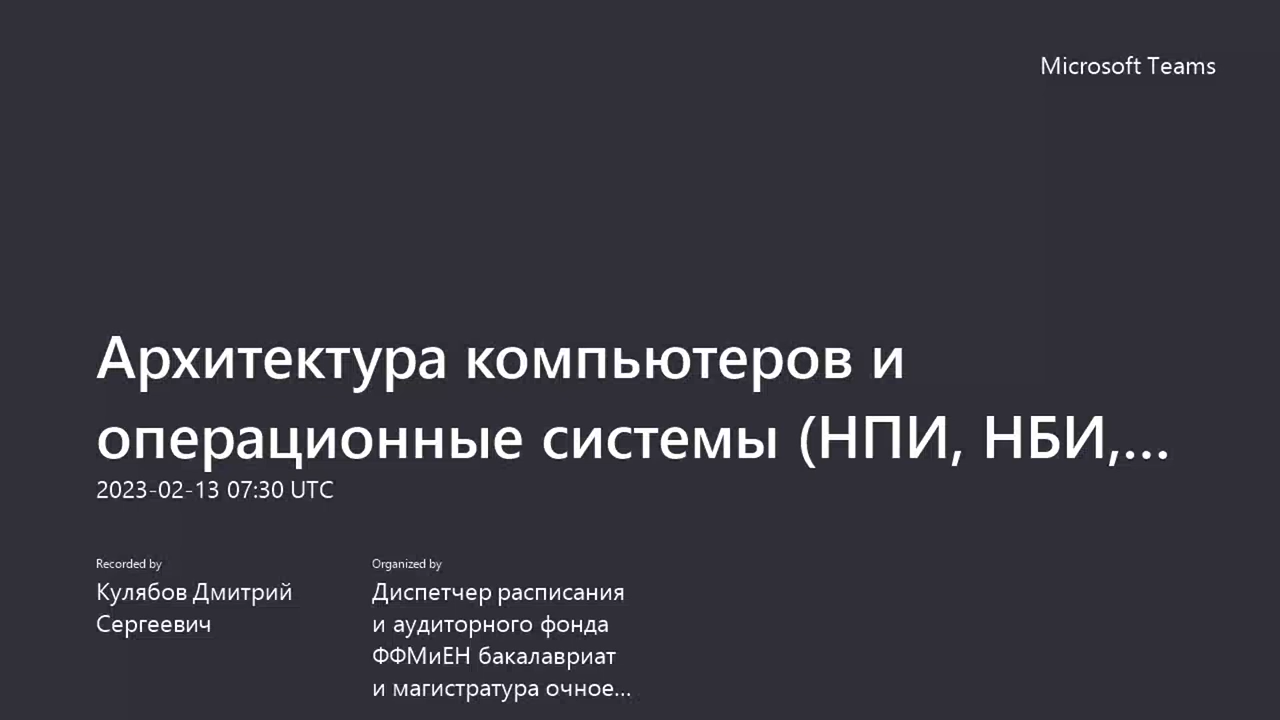 Microsoft Teams
Архитектура компьютеров и
операционные системы (НПИ, НБИ,...
2023-02-13 07:30 UTC
Recorded by
Кулябов Дмитрий
Сергеевич
Organized by
Диспетчер расписания
и аудиторного фонда
ФФМиЕН бакалавриат
и магистратура очное...